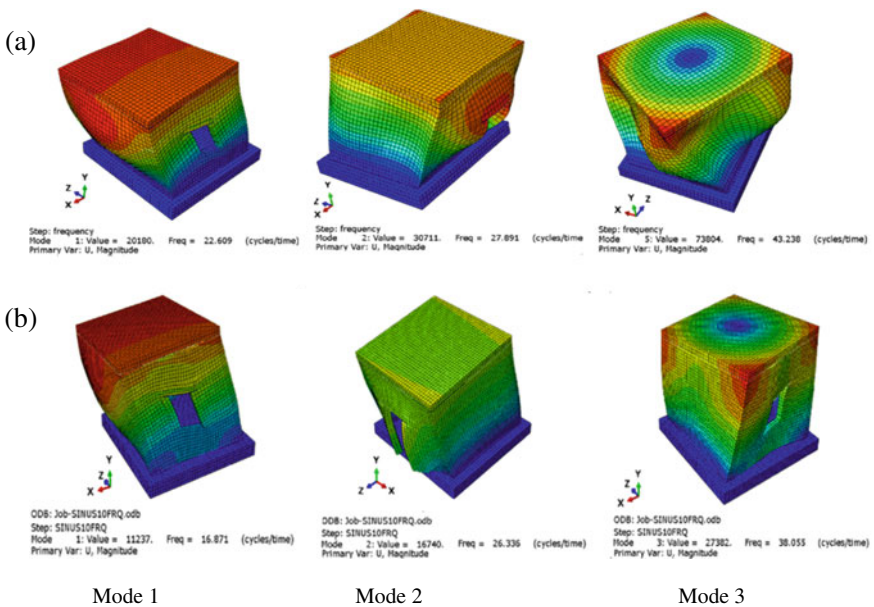 (a)
Y
Z
X
Step: frequency
Mode 1: Value = 20180. Freq = 22.609 (cycles/time)
Primary Var: U, Magnitude
Y
Z
X
Step: frequency
Mode 2: Value = 30711. Freq = 27.891 (cycles/time)
Primary Var: U, Magnitude
Y
X Z
Step: frequency
Mode 5: Value = 73804. Freq = 43.238 (cycles/time)
Primary Var: U, Magnitude
(b)
Y
Z
X
ODB: Job-SINUS10FRQ.odb
Step: SINUS10FRQ
Mode 1: Value = 11237. Freq = 16.871 (cycles/time)
Primary Var: U, Magnitude
Y
Z X
ODB: Job-SINUS10FRQ.odb
Step: SINUS10FRQ
Mode 2: Value = 16740. Freq = 26.336 (cycles/time)
Primary Var: U, Magnitude
Y
Z
X
ODB: Job-SINUS10FRQ.odb
Step: SINUS10FRQ
Mode 3: Value = 27382. Freq = 38.055 (cycles/time)
Primary Var: U, Magnitude
Mode 1 Mode 2 Mode 3